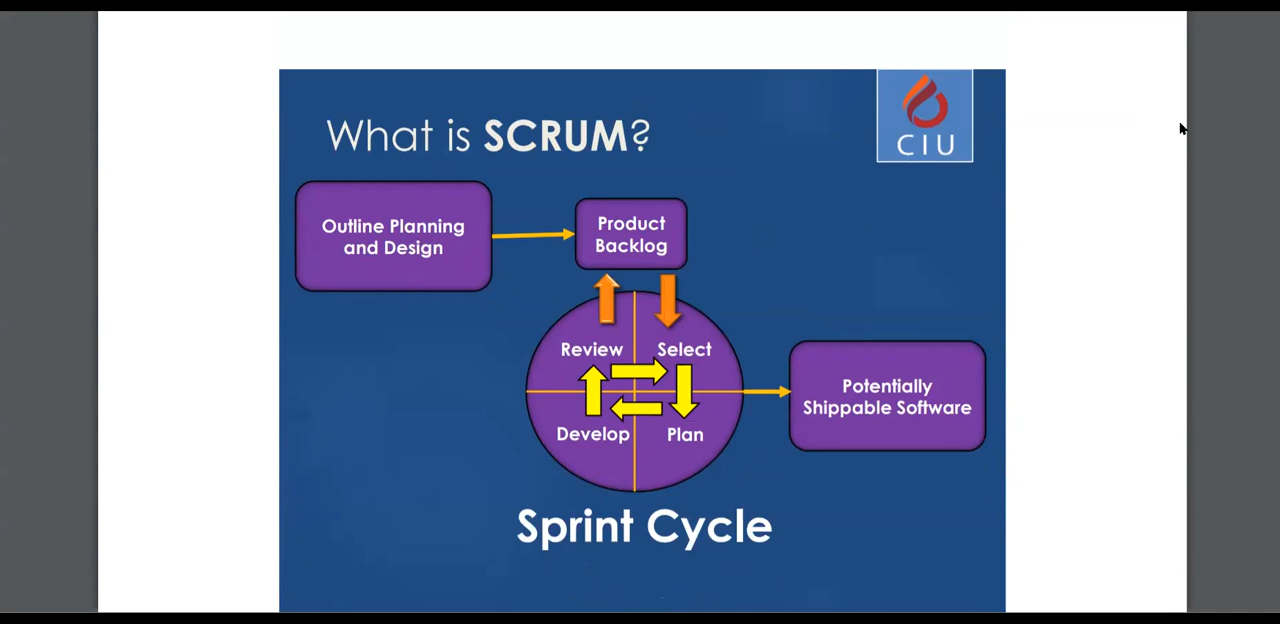 What is SCRUM?
CIU
Outline Planning
and Design
Product
Backlog
Review
Select
Develop
Plan
Potentially
Shippable Software
Sprint Cycle